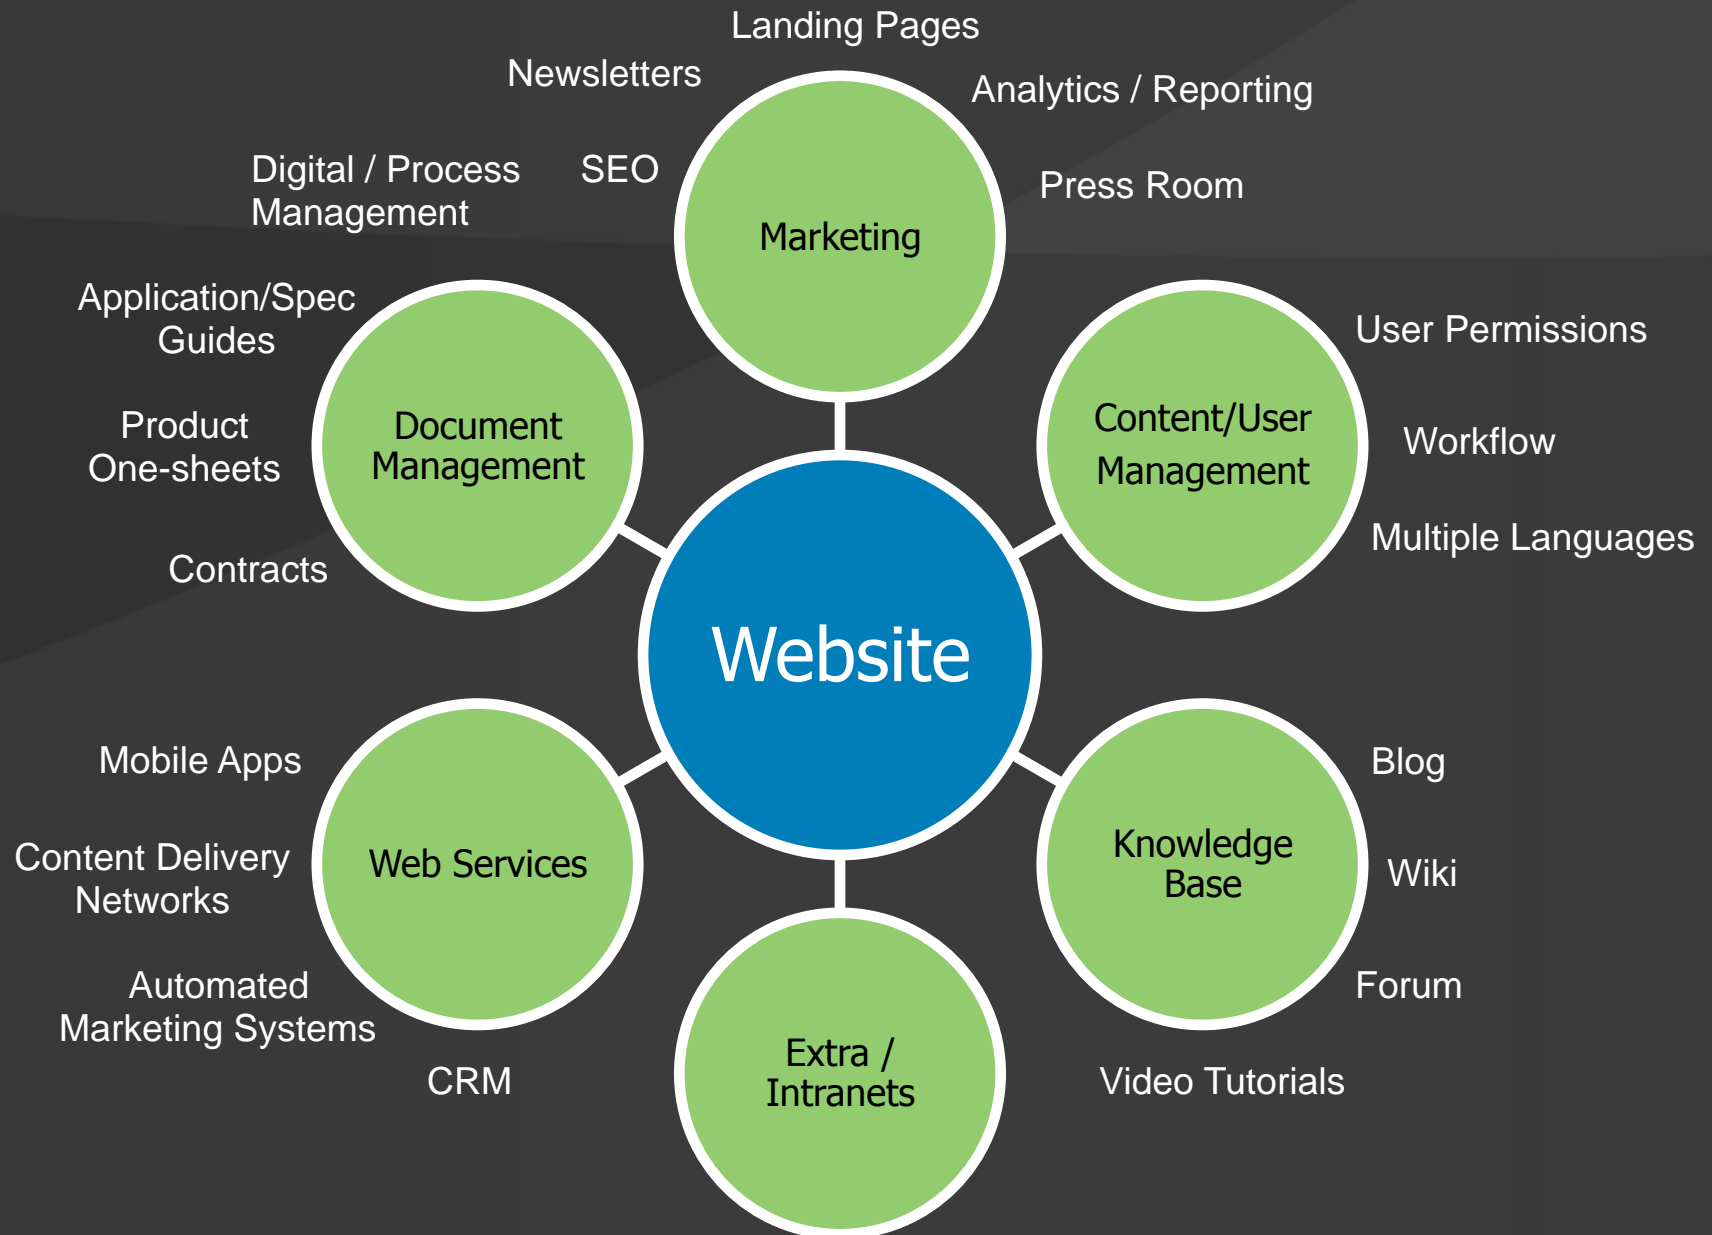 Landing Pages
Newsletters
Analytics / Reporting
Digital / Process
Management
SEO
Press Room
Marketing
Application/Spec
Guides
User Permissions
Product
One-sheets
Document
Management
Content/User
Management
Workflow
Contracts
Multiple Languages
Website
Mobile Apps
Blog
Content Delivery
Networks
Web Services
Knowledge
Base
Wiki
Automated
Marketing Systems
Forum
CRM
Extra /
Intranets
Video Tutorials